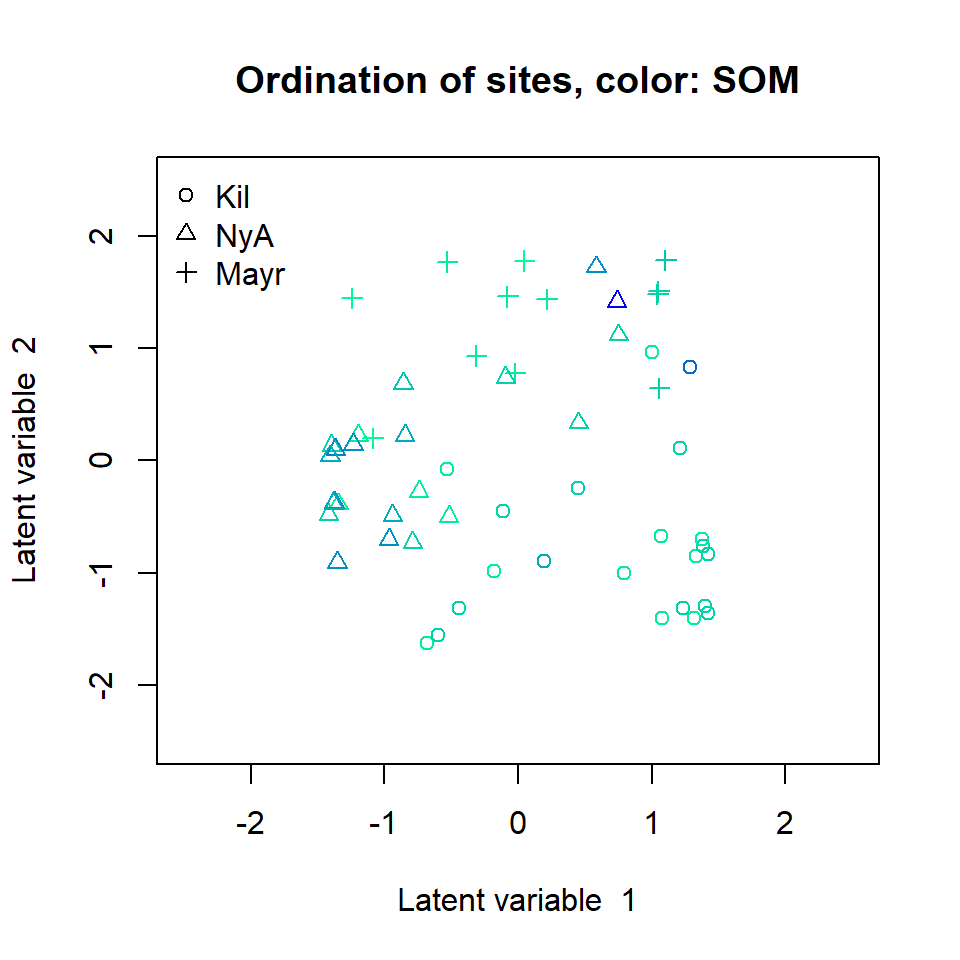 Ordination of sites, color: SOM
Kil
NyA
Mayr
2
1
0
-1
-2
Latent variable 2
-2 -1 0 1 2
Latent variable 1